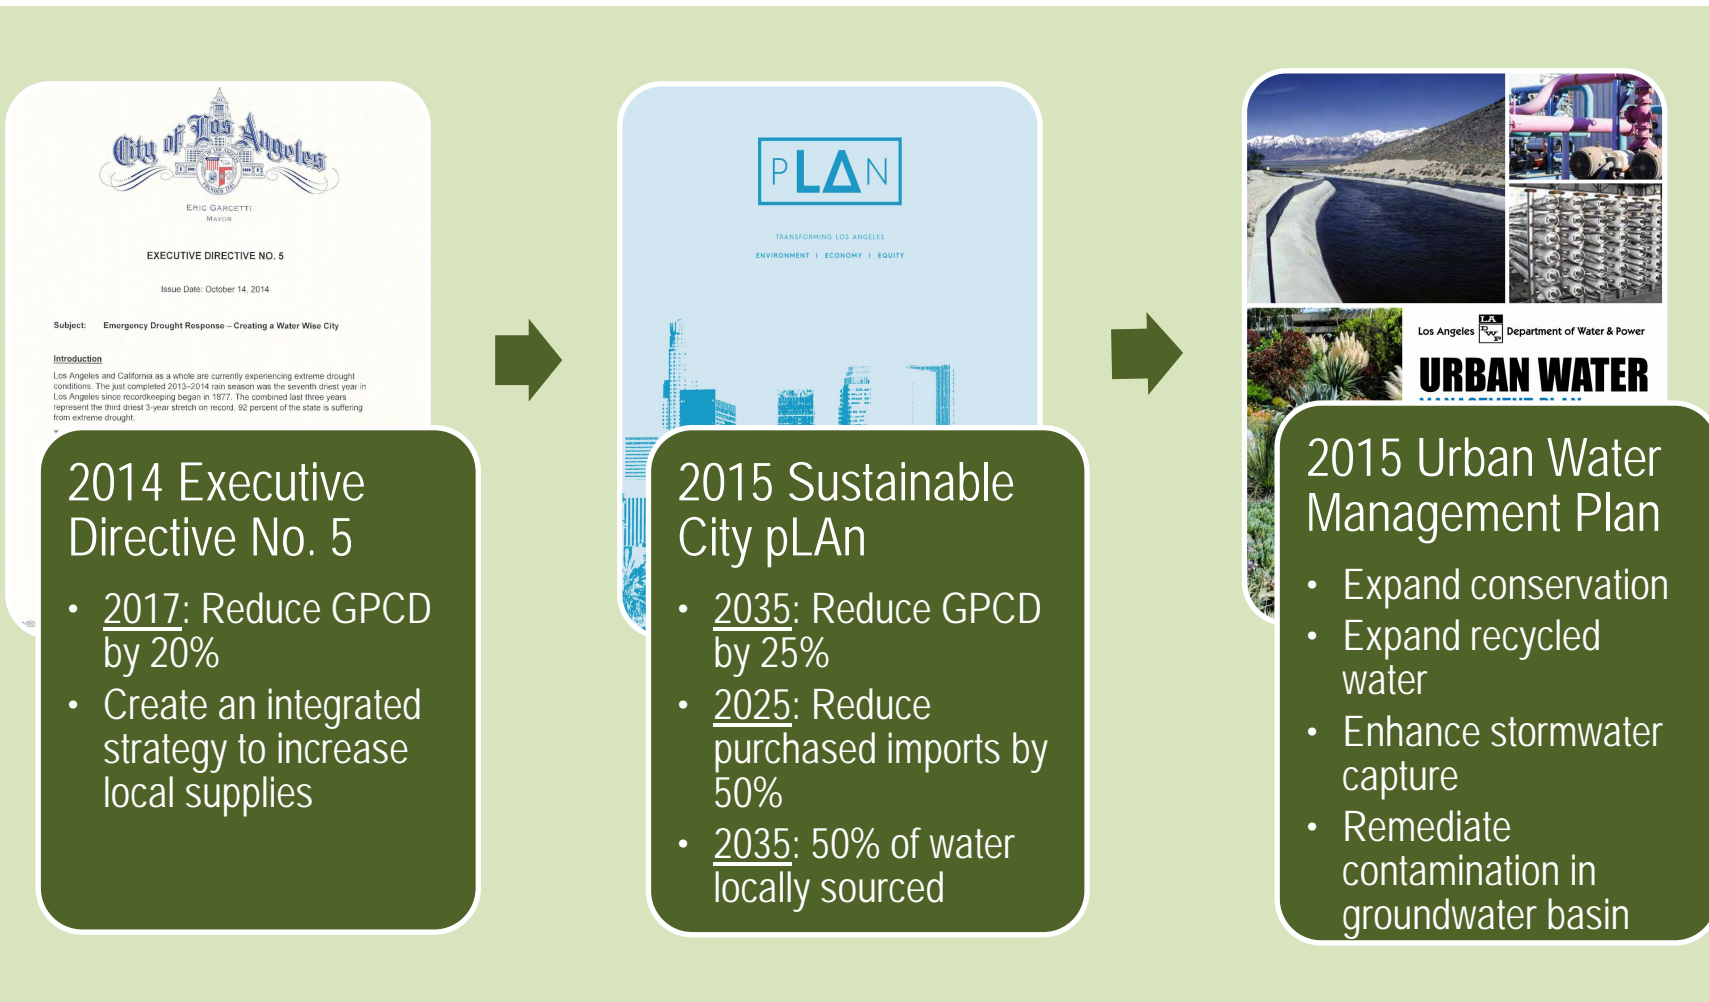 City of Los Angeles
FOUNDED 1781
ERIC GARCETTI
MAYOR
EXECUTIVE DIRECTIVE NO. 5
Issue Date: October 14, 2014
Subject: Emergency Drought Response – Creating a Water Wise City
Introduction
Los Angeles and California as a whole are currently experiencing extreme drought
conditions. The just completed 2013–2014 rain season was the seventh driest year in
Los Angeles since recordkeeping began in 1877. The combined last three years
represent the third driest 3-year stretch on record. 92 percent of the state is suffering
from extreme drought.
2014 Executive
Directive No. 5
• 2017: Reduce GPCD
by 20%
• Create an integrated
strategy to increase
local supplies
pLAN
TRANSFORMING LOS ANGELES
ENVIRONMENT | ECONOMY | EQUITY
2015 Sustainable
City pLAn
• 2035: Reduce GPCD
by 25%
• 2025: Reduce
purchased imports by
50%
• 2035: 50% of water
locally sourced
Los Angeles LA DWP Department of Water & Power
URBAN WATER
MANAGEMENT PLAN
2015 Urban Water
Management Plan
• Expand conservation
• Expand recycled
water
• Enhance stormwater
capture
• Remediate
contamination in
groundwater basin